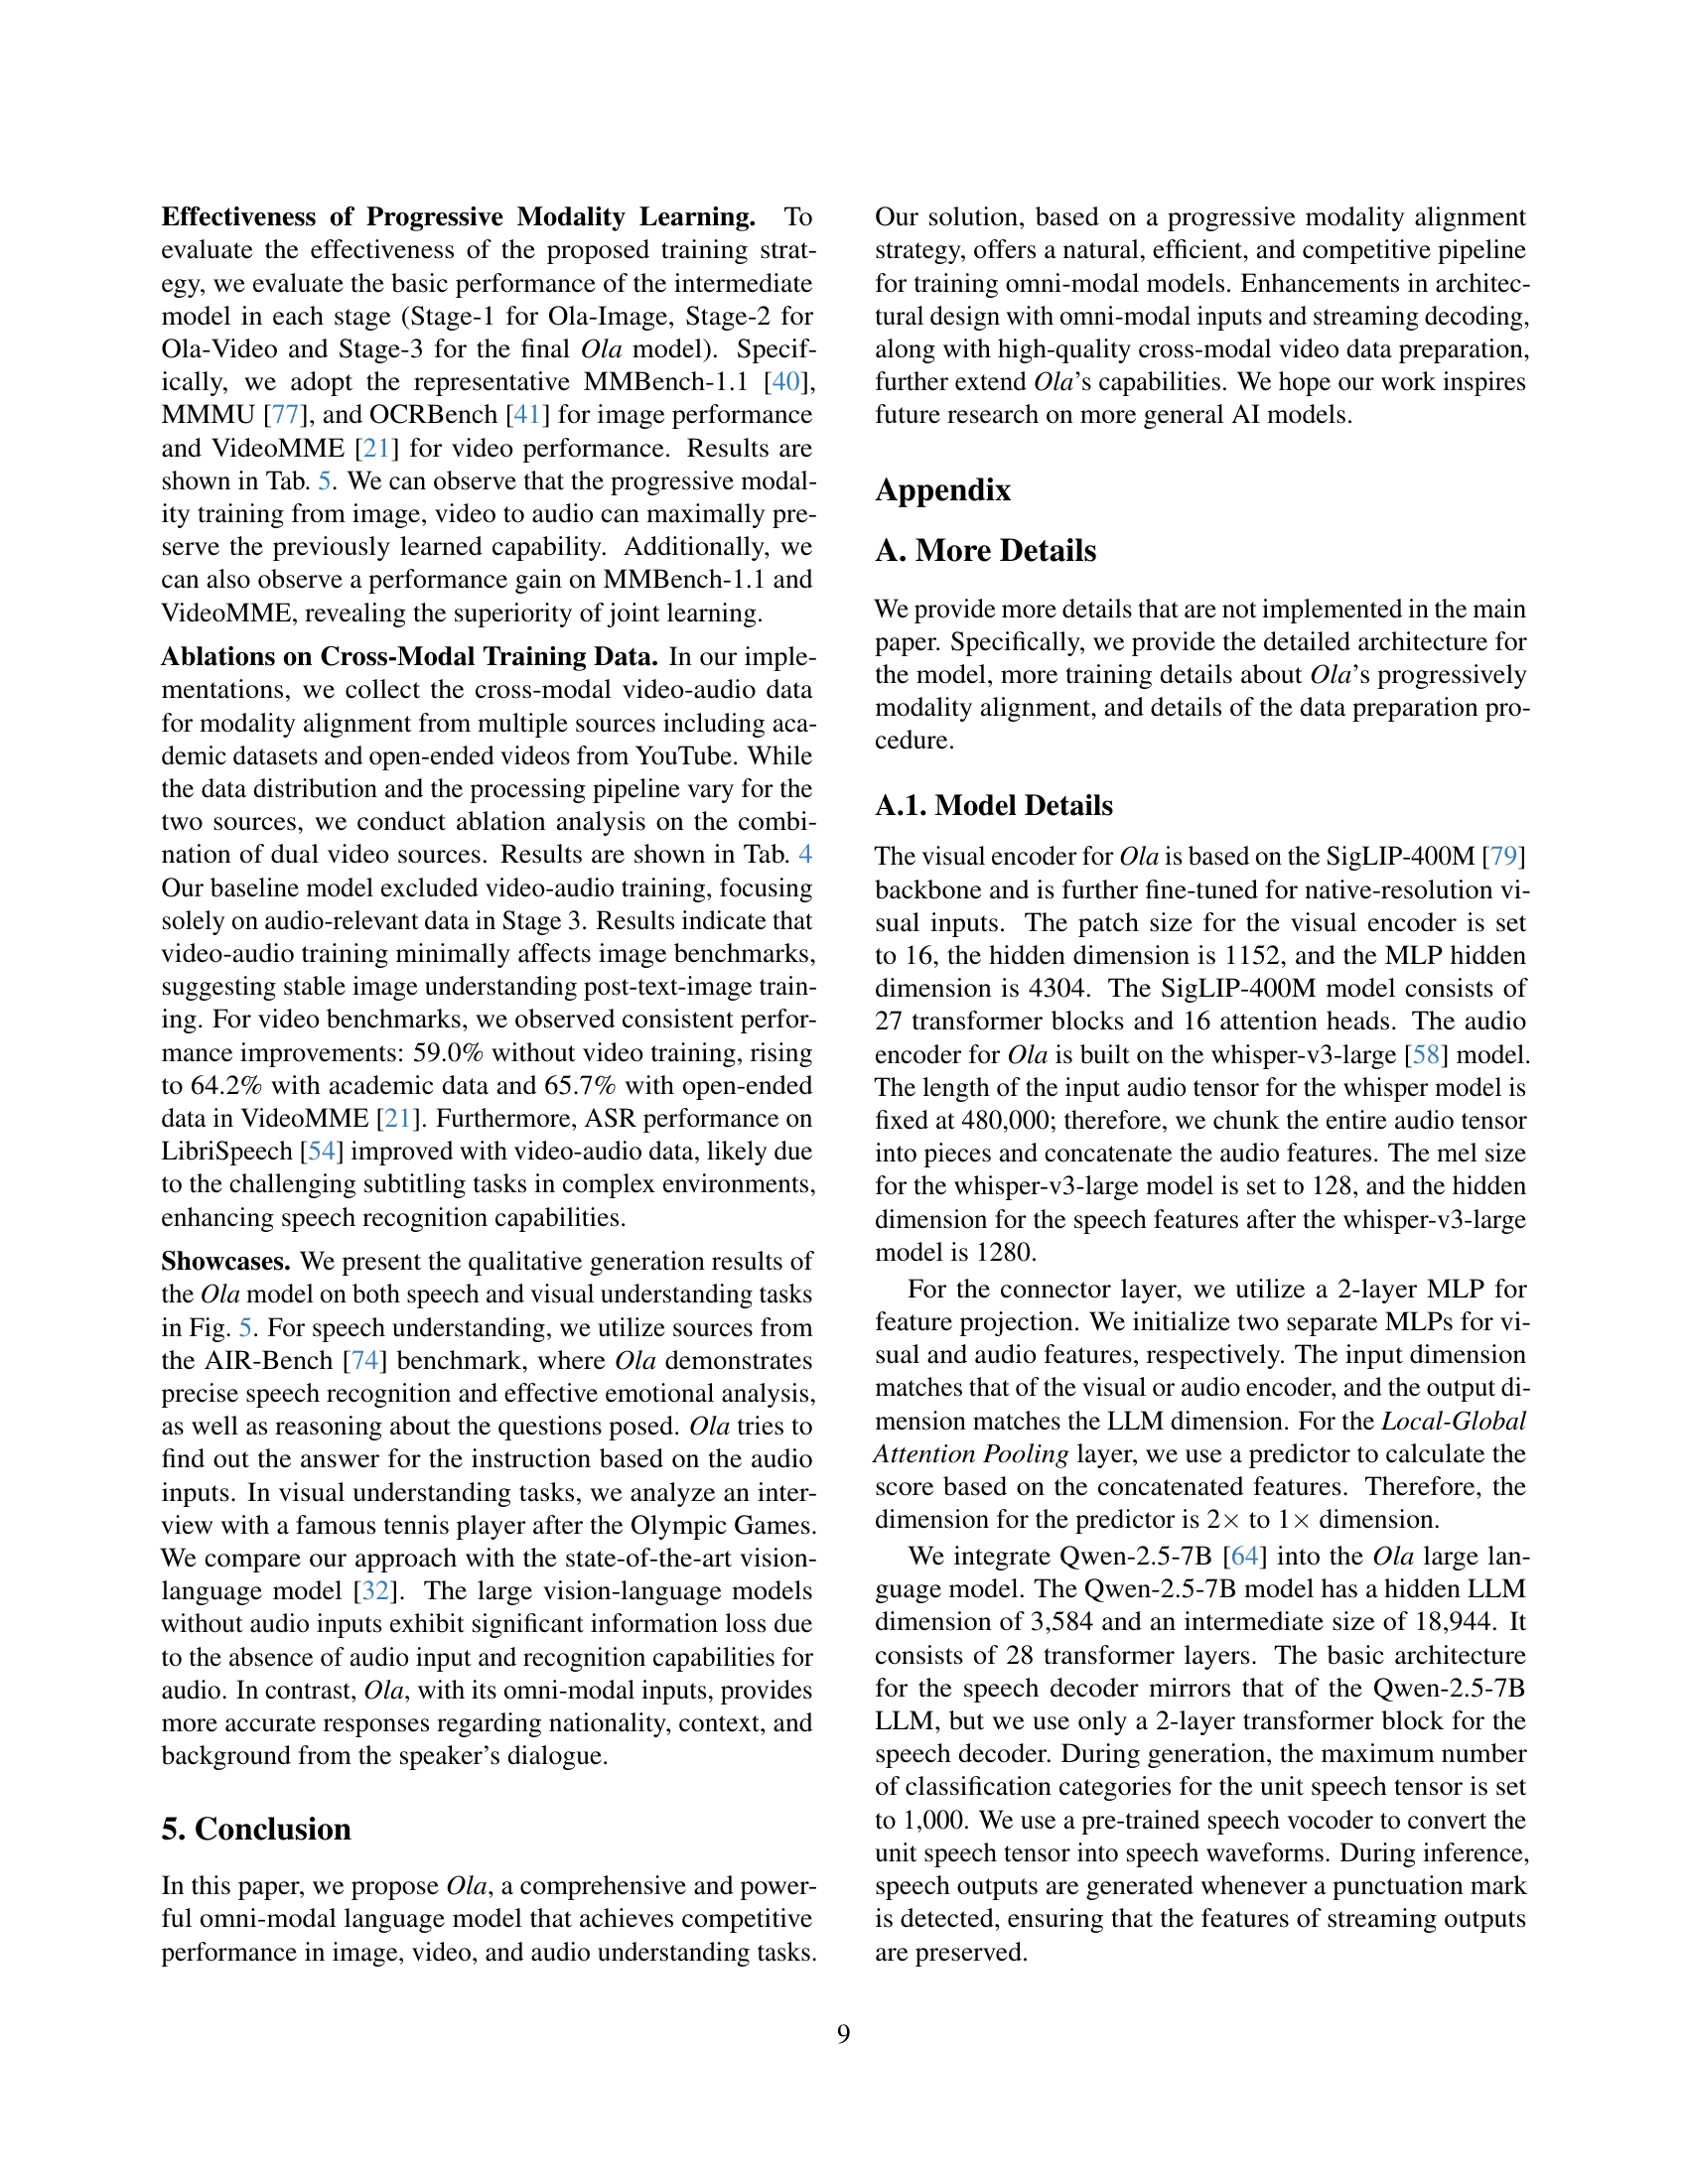 Effectiveness of Progressive Modality Learning. To
evaluate the effectiveness of the proposed training strat-
egy, we evaluate the basic performance of the intermediate
model in each stage (Stage-1 for Ola-Image, Stage-2 for
Ola-Video and Stage-3 for the final Ola model). Specif-
ically, we adopt the representative MMBench-1.1 [40],
MMMU [77], and OCRBench [41] for image performance
and VideoMME [21] for video performance. Results are
shown in Tab. 5. We can observe that the progressive modal-
ity training from image, video to audio can maximally pre-
serve the previously learned capability. Additionally, we
can also observe a performance gain on MMBench-1.1 and
VideoMME, revealing the superiority of joint learning.
Ablations on Cross-Modal Training Data. In our imple-
mentations, we collect the cross-modal video-audio data
for modality alignment from multiple sources including aca-
demic datasets and open-ended videos from YouTube. While
the data distribution and the processing pipeline vary for the
two sources, we conduct ablation analysis on the combi-
nation of dual video sources. Results are shown in Tab. 4
Our baseline model excluded video-audio training, focusing
solely on audio-relevant data in Stage 3. Results indicate that
video-audio training minimally affects image benchmarks,
suggesting stable image understanding post-text-image train-
ing. For video benchmarks, we observed consistent perfor-
mance improvements: 59.0% without video training, rising
to 64.2% with academic data and 65.7% with open-ended
data in VideoMME [21]. Furthermore, ASR performance on
LibriSpeech [54] improved with video-audio data, likely due
to the challenging subtitling tasks in complex environments,
enhancing speech recognition capabilities.
Showcases. We present the qualitative generation results of
the Ola model on both speech and visual understanding tasks
in Fig. 5. For speech understanding, we utilize sources from
the AIR-Bench [74] benchmark, where Ola demonstrates
precise speech recognition and effective emotional analysis,
as well as reasoning about the questions posed. Ola tries to
find out the answer for the instruction based on the audio
inputs. In visual understanding tasks, we analyze an inter-
view with a famous tennis player after the Olympic Games.
We compare our approach with the state-of-the-art vision-
language model [32]. The large vision-language models
without audio inputs exhibit significant information loss due
to the absence of audio input and recognition capabilities for
audio. In contrast, Ola, with its omni-modal inputs, provides
more accurate responses regarding nationality, context, and
background from the speaker's dialogue.
5. Conclusion
In this paper, we propose Ola, a comprehensive and power-
ful omni-modal language model that achieves competitive
performance in image, video, and audio understanding tasks.
Our solution, based on a progressive modality alignment
strategy, offers a natural, efficient, and competitive pipeline
for training omni-modal models. Enhancements in architec-
tural design with omni-modal inputs and streaming decoding,
along with high-quality cross-modal video data preparation,
further extend Ola's capabilities. We hope our work inspires
future research on more general AI models.
Appendix
A. More Details
We provide more details that are not implemented in the main
paper. Specifically, we provide the detailed architecture for
the model, more training details about Ola's progressively
modality alignment, and details of the data preparation pro-
cedure.
A.1. Model Details
The visual encoder for Ola is based on the SigLIP-400M [79]
backbone and is further fine-tuned for native-resolution vi-
sual inputs. The patch size for the visual encoder is set
to 16, the hidden dimension is 1152, and the MLP hidden
dimension is 4304. The SigLIP-400M model consists of
27 transformer blocks and 16 attention heads. The audio
encoder for Ola is built on the whisper-v3-large [58] model.
The length of the input audio tensor for the whisper model is
fixed at 480,000; therefore, we chunk the entire audio tensor
into pieces and concatenate the audio features. The mel size
for the whisper-v3-large model is set to 128, and the hidden
dimension for the speech features after the whisper-v3-large
model is 1280.
For the connector layer, we utilize a 2-layer MLP for
feature projection. We initialize two separate MLPs for vi-
sual and audio features, respectively. The input dimension
matches that of the visual or audio encoder, and the output di-
mension matches the LLM dimension. For the Local-Global
Attention Pooling layer, we use a predictor to calculate the
score based on the concatenated features. Therefore, the
dimension for the predictor is 2× to 1× dimension.
We integrate Qwen-2.5-7B [64] into the Ola large lan-
guage model. The Qwen-2.5-7B model has a hidden LLM
dimension of 3,584 and an intermediate size of 18,944. It
consists of 28 transformer layers. The basic architecture
for the speech decoder mirrors that of the Qwen-2.5-7B
LLM, but we use only a 2-layer transformer block for the
speech decoder. During generation, the maximum number
of classification categories for the unit speech tensor is set
to 1,000. We use a pre-trained speech vocoder to convert the
unit speech tensor into speech waveforms. During inference,
speech outputs are generated whenever a punctuation mark
is detected, ensuring that the features of streaming outputs
are preserved.
9